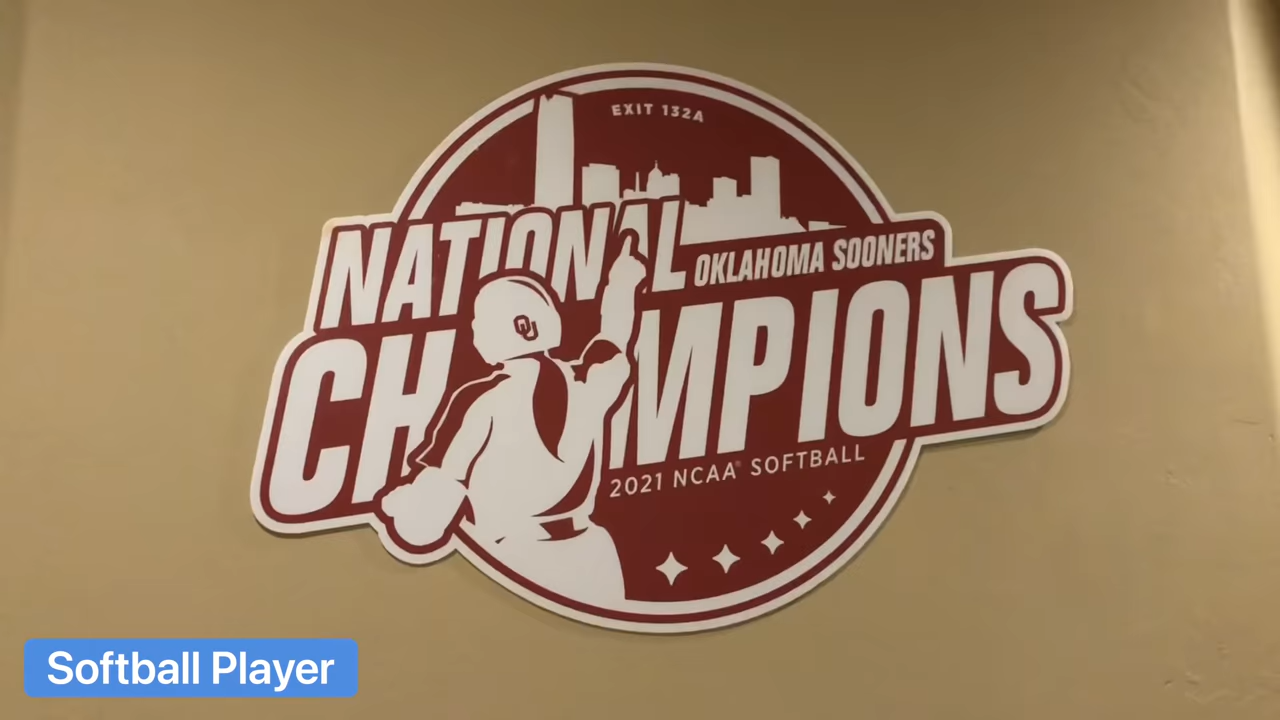 EXIT 132A
NATIONAL
OKLAHOMA SOONERS
CHAMPIONS
2021 NCAA® SOFTBALL
OU
Softball Player